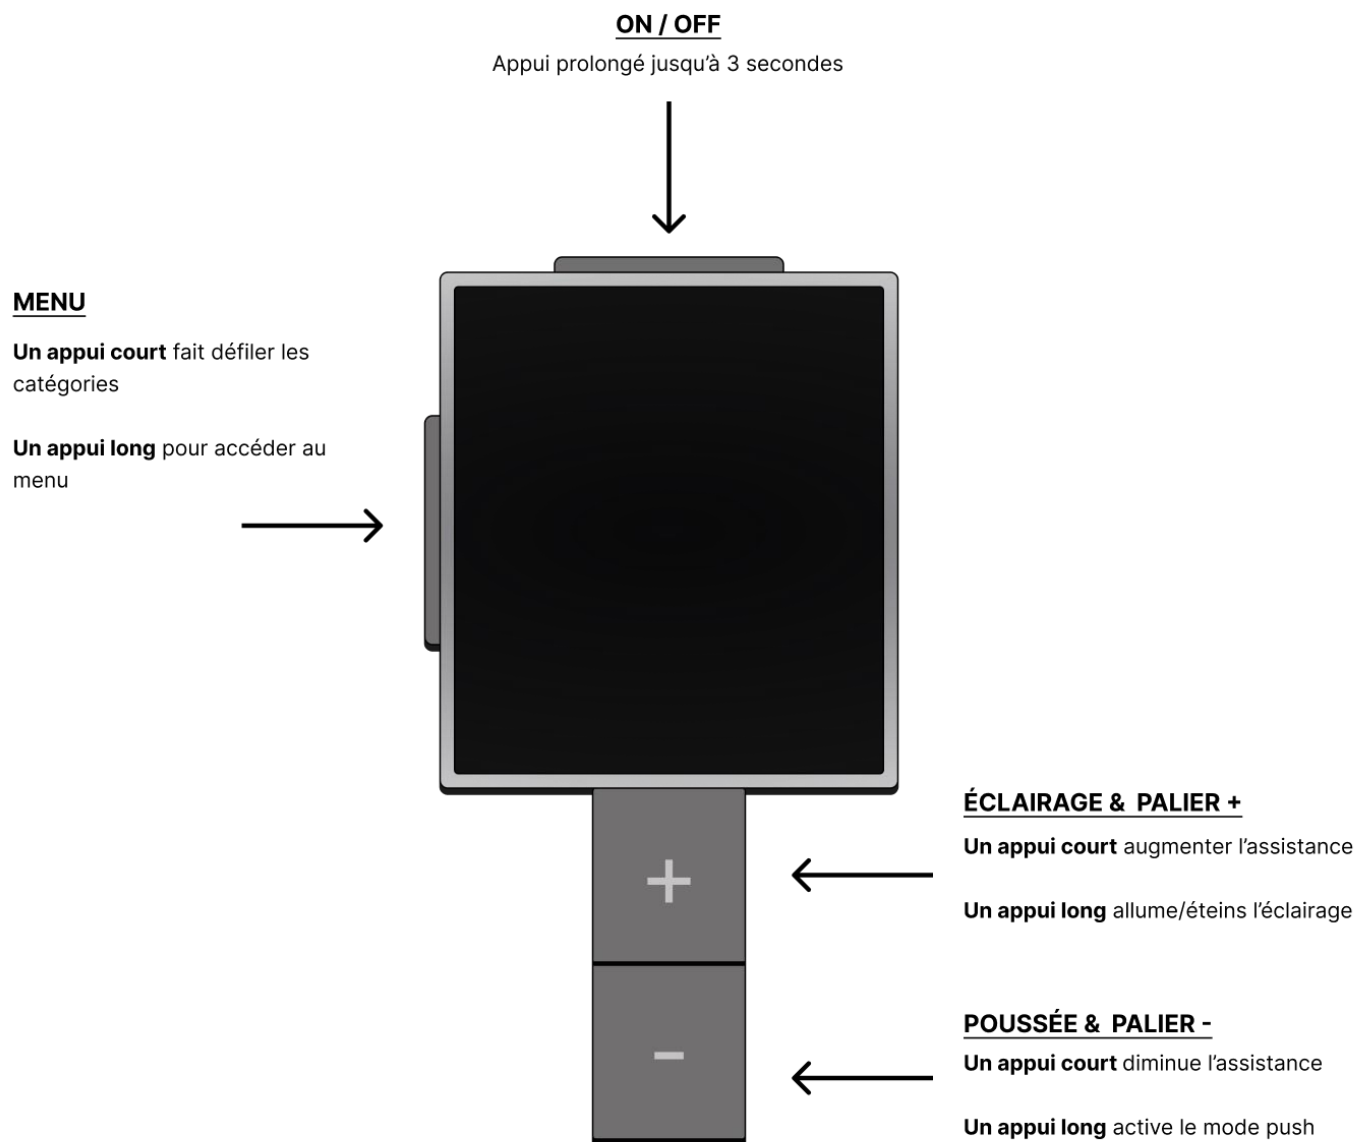 ON / OFF
Appui prolongé jusqu'à 3 secondes
MENU
Un appui court fait défiler les
catégories
Un appui long pour accéder au
menu
+
ÉCLAIRAGE & PALIER +
Un appui court augmenter l'assistance
Un appui long allume/éteins l'éclairage
−
POUSSÉE & PALIER -
Un appui court diminue l'assistance
Un appui long active le mode push